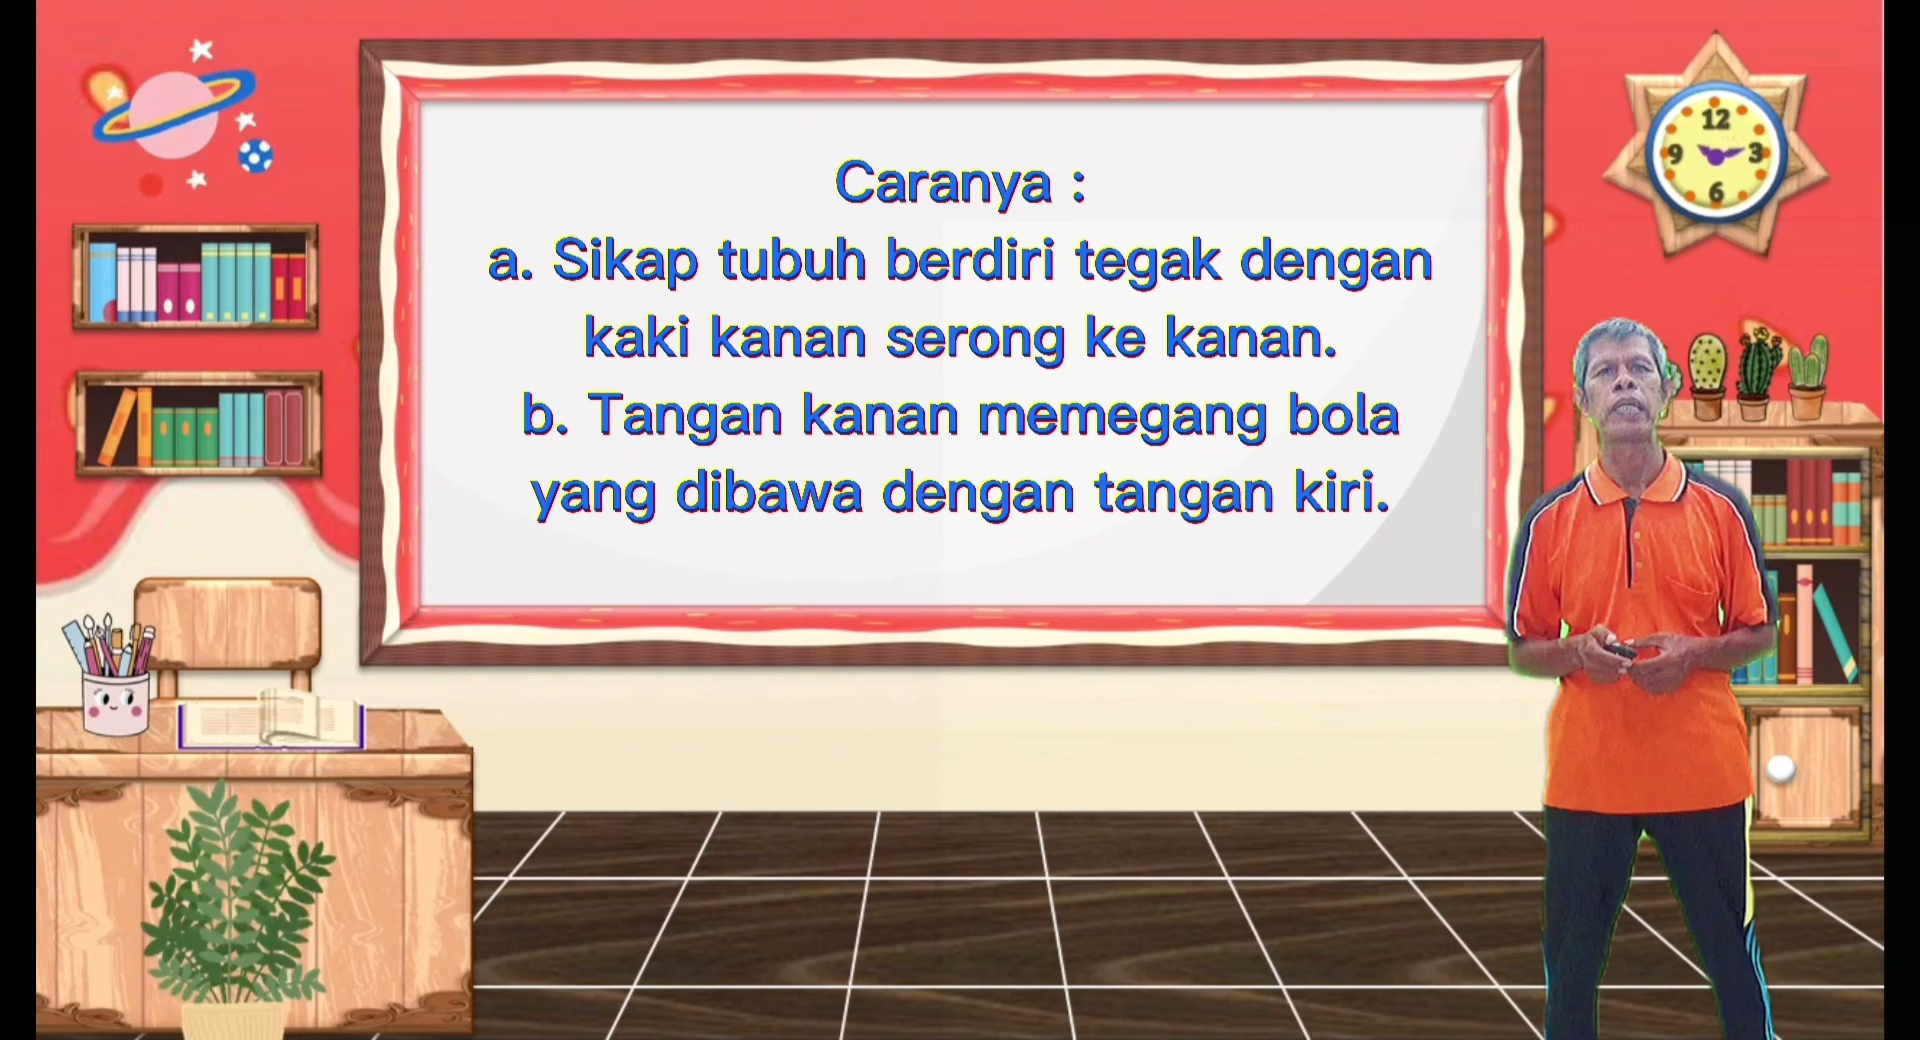 Caranya :
a. Sikap tubuh berdiri tegak dengan
kaki kanan serong ke kanan.
b. Tangan kanan memegang bola
yang dibawa dengan tangan kiri.
12
9 3
6